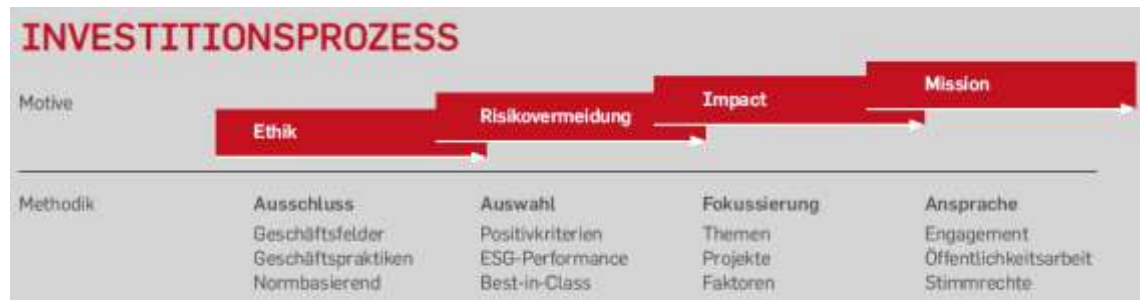 INVESTITIONSPROZESS
Motive
Ethik
Risikovermeidung
Impact
Mission
Methodik
Ausschluss
Geschäftsfelder
Geschäftspraktiken
Normbasierend
Auswahl
Positivkriterien
ESG-Performance
Best-in-Class
Fokussierung
Themen
Projekte
Faktoren
Ansprache
Engagement
Öffentlichkeitsarbeit
Stimmrechte